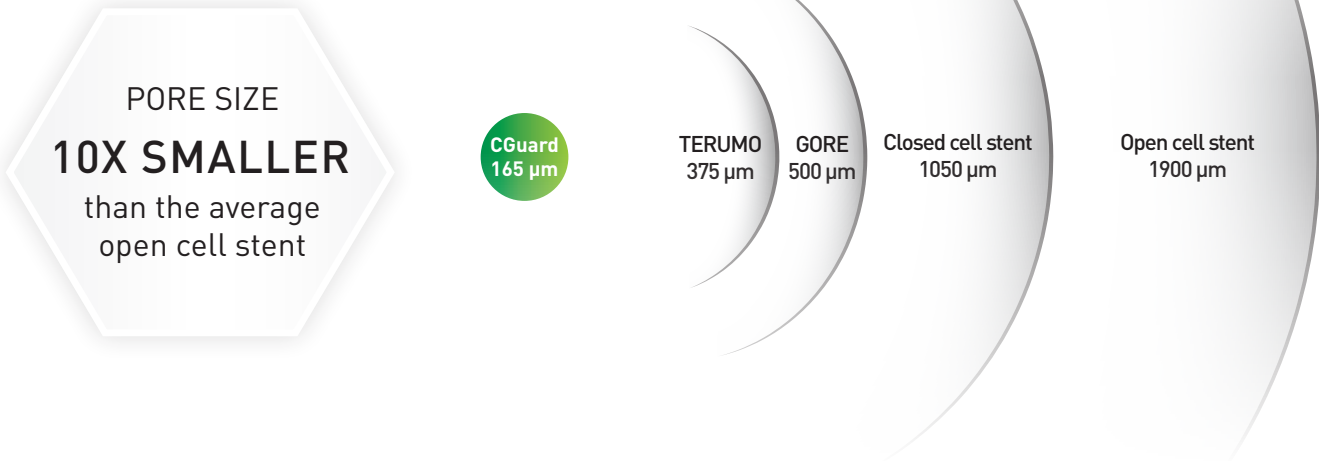 PORE SIZE
10X SMALLER
than the average
open cell stent
CGuard
165 µm
TERUMO
375 µm
GORE
500 µm
Closed cell stent
1050 µm
Open cell stent
1900 µm